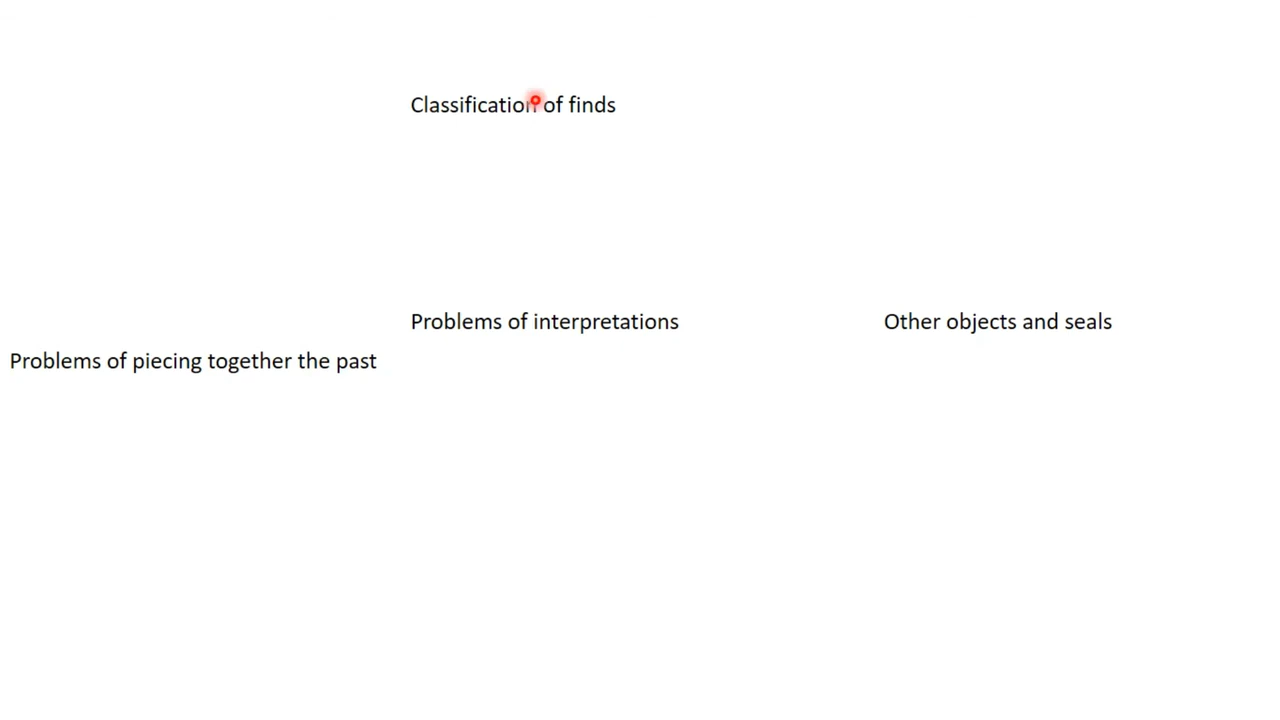 Classification of finds
Problems of interpretations
Other objects and seals
Problems of piecing together the past